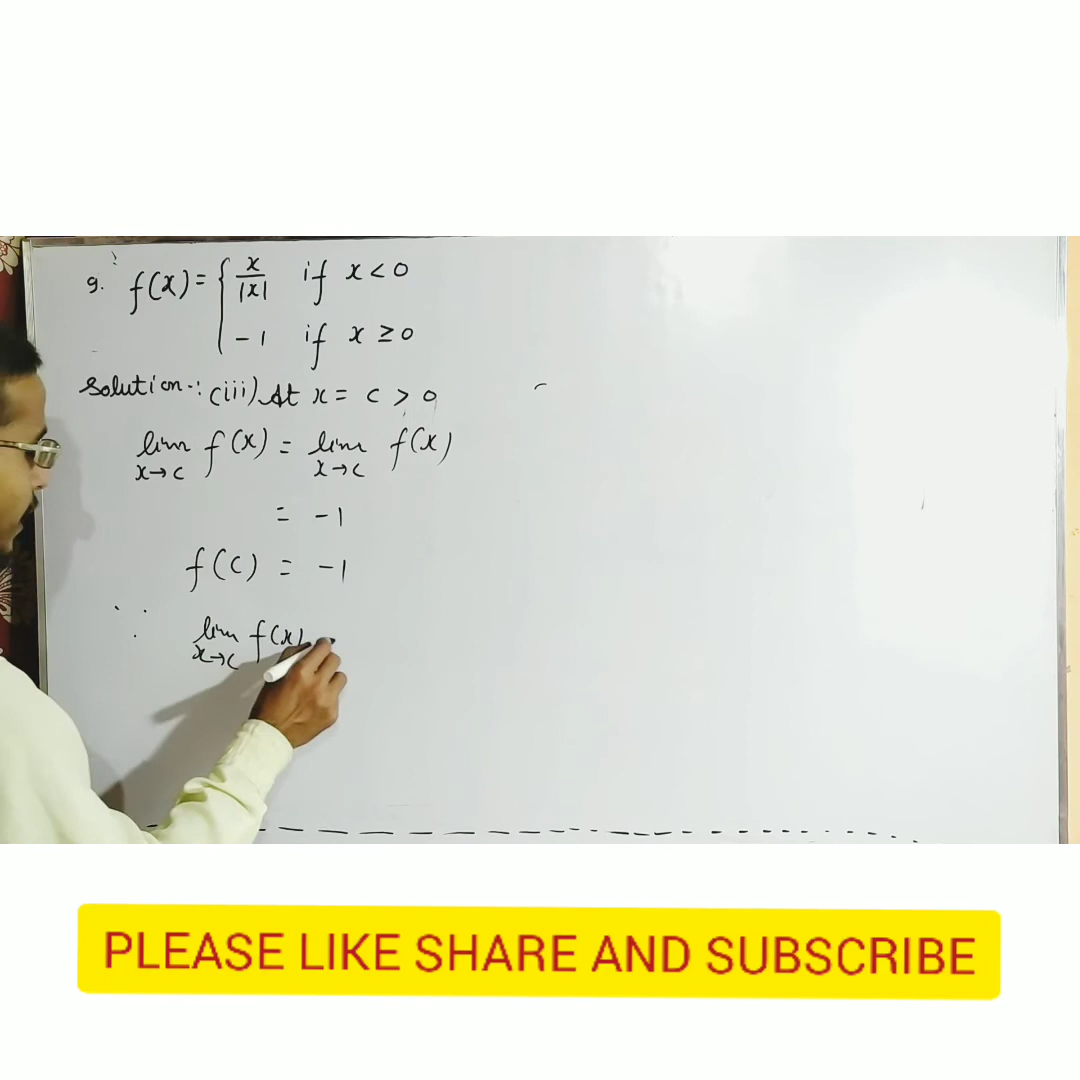 9. f(x) = { x/|x| if x < 0
-1 if x ≥ 0
Solution-: (iii) At x = c > 0
lim x→c f(x) = lim x→c f(x)
= -1
f(c) = -1
∵ lim x→c f(x)
PLEASE LIKE SHARE AND SUBSCRIBE